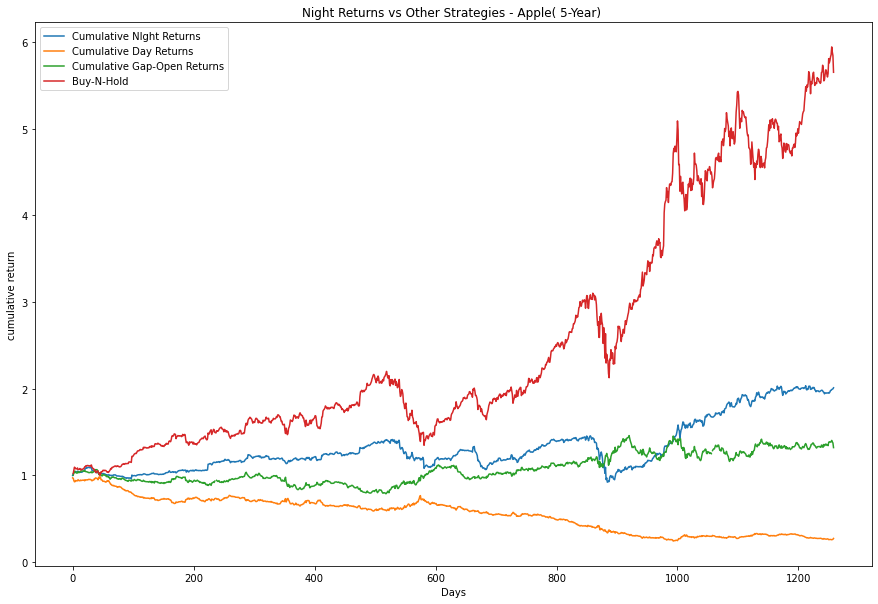 Night Returns vs Other Strategies - Apple( 5-Year)
Cumulative NIght Returns
Cumulative Day Returns
Cumulative Gap-Open Returns
Buy-N-Hold
6
5
4
3
2
1
0
cumulative return
0 200 400 600 800 1000 1200
Days